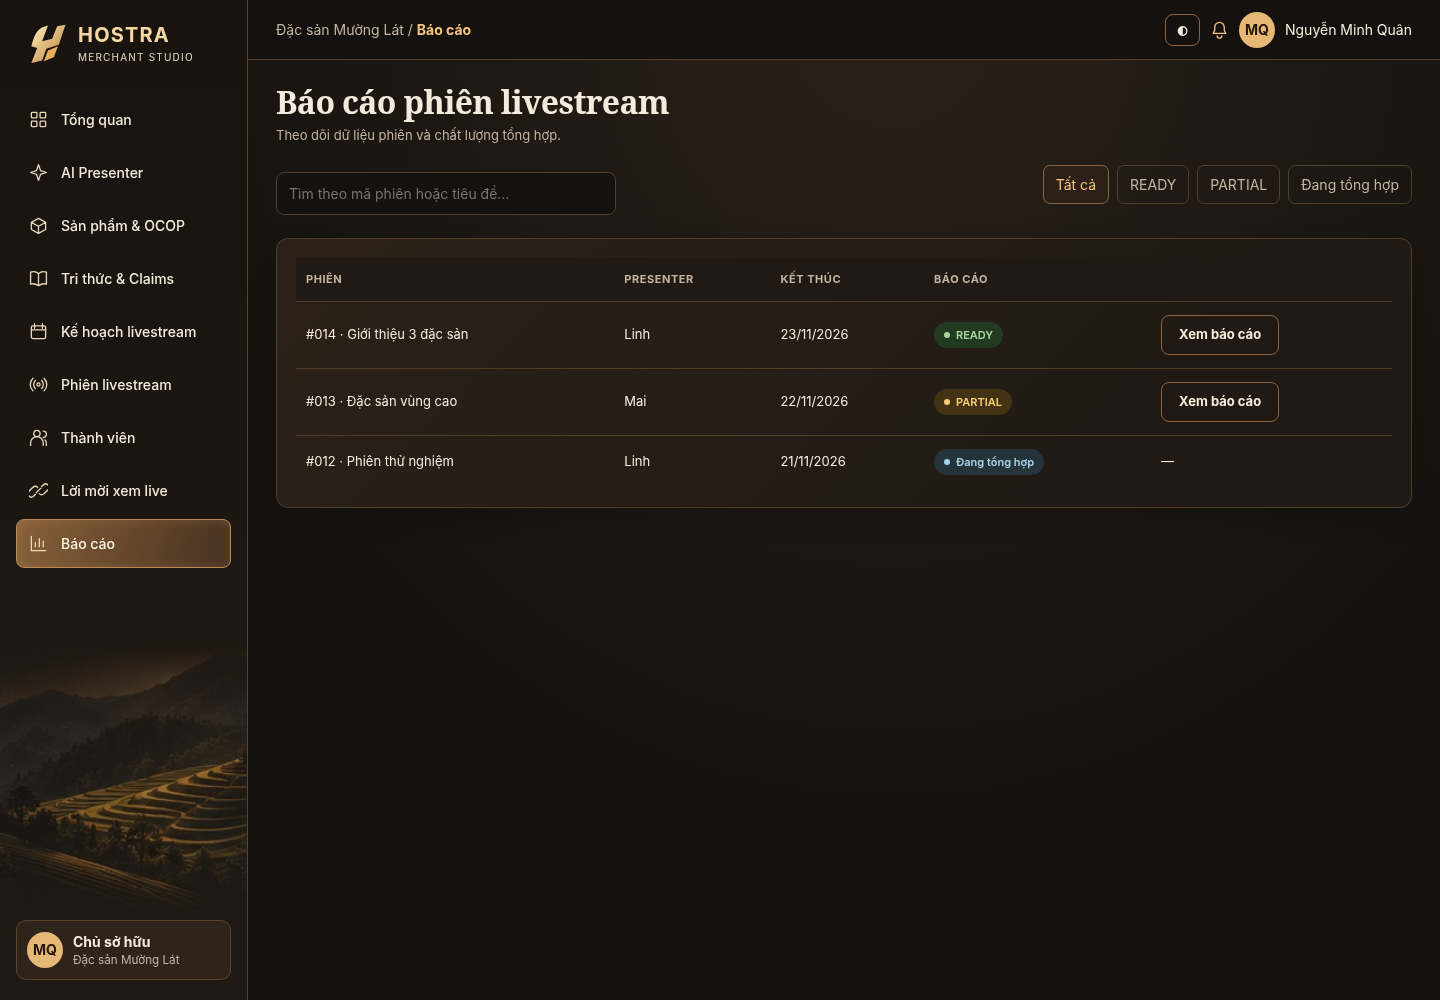 HOSTRA
MERCHANT STUDIO
Tổng quan
AI Presenter
Sản phẩm & OCOP
Tri thức & Claims
Kế hoạch livestream
Phiên livestream
Thành viên
Lời mời xem live
Báo cáo
MQ
Chủ sở hữu
Đặc sản Mường Lát
Đặc sản Mường Lát / Báo cáo
MQ Nguyễn Minh Quân
Báo cáo phiên livestream
Theo dõi dữ liệu phiên và chất lượng tổng hợp.
Tìm theo mã phiên hoặc tiêu đề...
Tất cả READY PARTIAL Đang tổng hợp
PHIÊN PRESENTER KẾT THÚC BÁO CÁO
#014 · Giới thiệu 3 đặc sản Linh 23/11/2026 READY Xem báo cáo
#013 · Đặc sản vùng cao Mai 22/11/2026 PARTIAL Xem báo cáo
#012 · Phiên thử nghiệm Linh 21/11/2026 Đang tổng hợp —